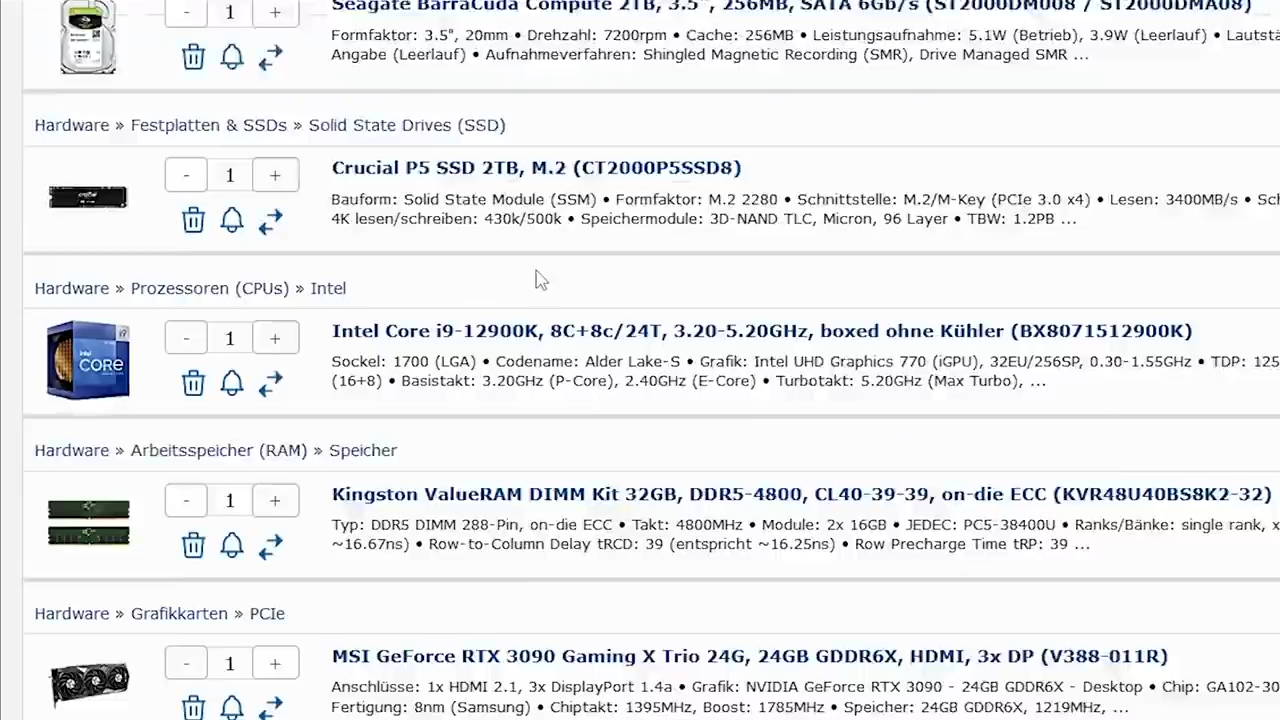 Seagate BarraCuda Compute 2TB, 3.5", 256MB, SATA 6Gb/s (ST2000DM008 / ST2000DMA08)
- 1 +
Formfaktor: 3.5", 20mm • Drehzahl: 7200rpm • Cache: 256MB • Leistungsaufnahme: 5.1W (Betrieb), 3.9W (Leerlauf) • Lautstä
Angabe (Leerlauf) • Aufnahmeverfahren: Shingled Magnetic Recording (SMR), Drive Managed SMR ...
Hardware » Festplatten & SSDs » Solid State Drives (SSD)
- 1 +
Crucial P5 SSD 2TB, M.2 (CT2000P5SSD8)
Bauform: Solid State Module (SSM) • Formfaktor: M.2 2280 • Schnittstelle: M.2/M-Key (PCIe 3.0 x4) • Lesen: 3400MB/s • Sch
4K lesen/schreiben: 430k/500k • Speichermodule: 3D-NAND TLC, Micron, 96 Layer • TBW: 1.2PB ...
Hardware » Prozessoren (CPUs) » Intel
intel CORE i9
- 1 +
Intel Core i9-12900K, 8C+8c/24T, 3.20-5.20GHz, boxed ohne Kühler (BX8071512900K)
Sockel: 1700 (LGA) • Codename: Alder Lake-S • Grafik: Intel UHD Graphics 770 (iGPU), 32EU/256SP, 0.30-1.55GHz • TDP: 125
(16+8) • Basistakt: 3.20GHz (P-Core), 2.40GHz (E-Core) • Turbotakt: 5.20GHz (Max Turbo), ...
Hardware » Arbeitsspeicher (RAM) » Speicher
- 1 +
Kingston ValueRAM DIMM Kit 32GB, DDR5-4800, CL40-39-39, on-die ECC (KVR48U40BS8K2-32)
Typ: DDR5 DIMM 288-Pin, on-die ECC • Takt: 4800MHz • Module: 2x 16GB • JEDEC: PC5-38400U • Ranks/Bänke: single rank, x
~16.67ns) • Row-to-Column Delay tRCD: 39 (entspricht ~16.25ns) • Row Precharge Time tRP: 39 ...
Hardware » Grafikkarten » PCIe
- 1 +
MSI GeForce RTX 3090 Gaming X Trio 24G, 24GB GDDR6X, HDMI, 3x DP (V388-011R)
Anschlüsse: 1x HDMI 2.1, 3x DisplayPort 1.4a • Grafik: NVIDIA GeForce RTX 3090 - 24GB GDDR6X - Desktop • Chip: GA102-30
Fertigung: 8nm (Samsung) • Chiptakt: 1395MHz, Boost: 1785MHz • Speicher: 24GB GDDR6X, 1219MHz, ...